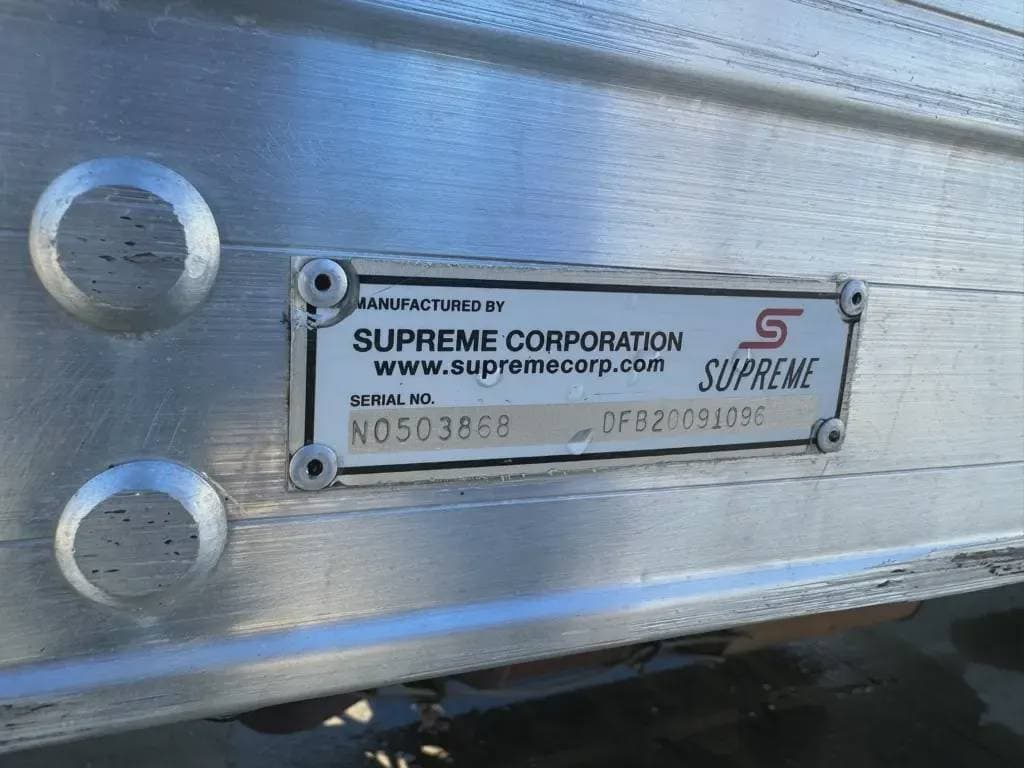 MANUFACTURED BY
SUPREME CORPORATION
www.supremecorp.com
SUPREME
SERIAL NO.
N0503868 DFB20091096